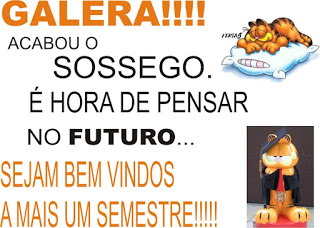 GALERA!!!!
ACABOU O
SOSSEGO.
É HORA DE PENSAR
NO FUTURO...
SEJAM BEM VINDOS
A MAIS UM SEMESTRE!!!!!